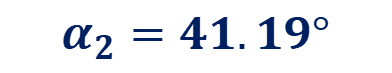 α₂ = 41.19°